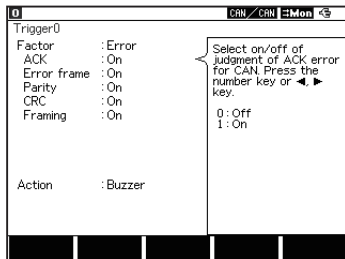 0 CAN/CAN ⇄Mon
Trigger0
Factor :Error
ACK :On
Error frame :On
Parity :On
CRC :On
Framing :On
Action :Buzzer
Select on/off of
judgment of ACK error
for CAN. Press the
number key or ◀, ▶
key.
0:Off
1:On